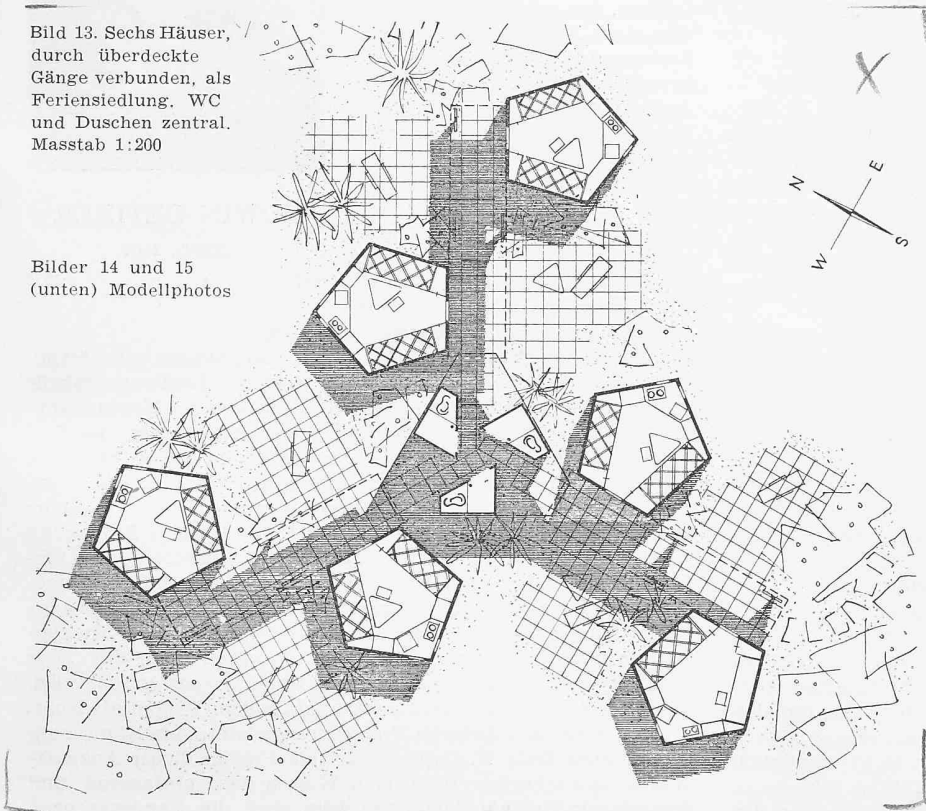 Bild 13. Sechs Häuser,
durch überdeckte
Gänge verbunden, als
Feriensiedlung. WC
und Duschen zentral.
Masstab 1:200
Bilder 14 und 15
(unten) Modellphotos
N
E
W
S